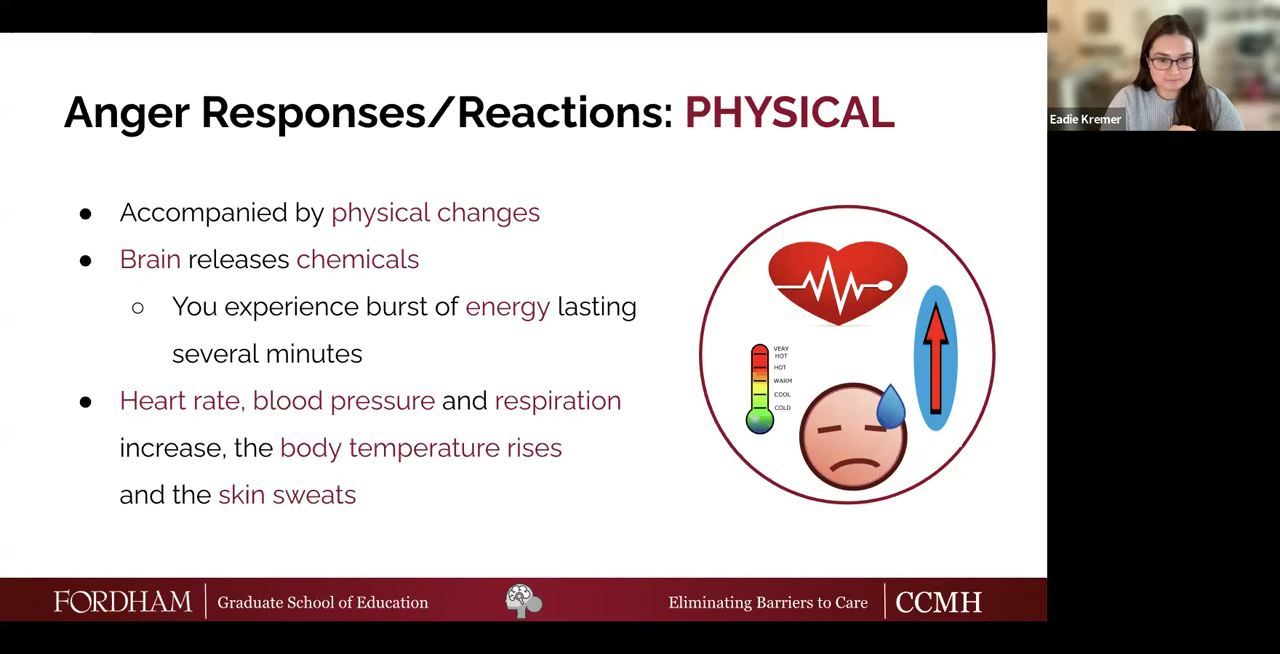 Anger Responses/Reactions: PHYSICAL
● Accompanied by physical changes
● Brain releases chemicals
○ You experience burst of energy lasting
several minutes
● Heart rate, blood pressure and respiration
increase, the body temperature rises
and the skin sweats
VERY
HOT
HOT
WARM
COOL
COLD
FORDHAM
Graduate School of Education
Eliminating Barriers to Care
CCMH
Eadie Kremer